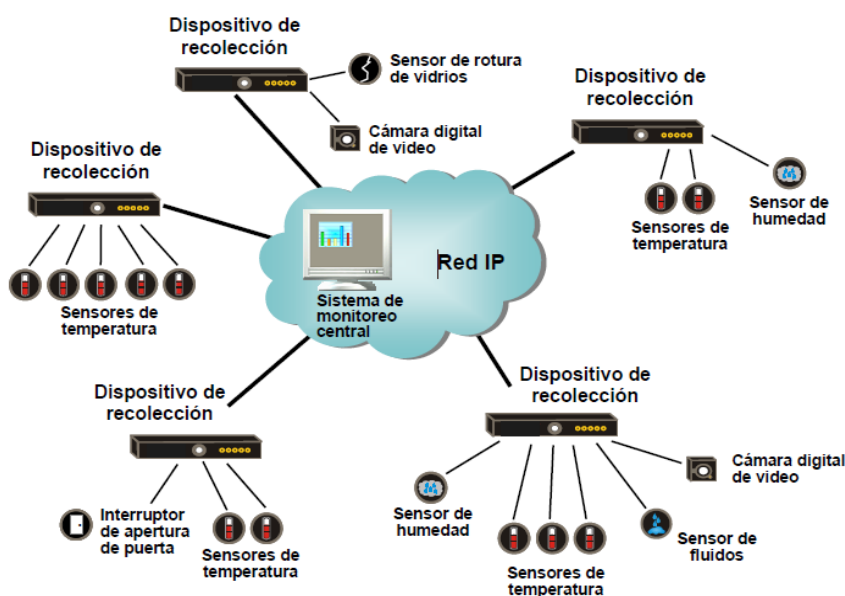 Dispositivo de
recolección
Sensor de rotura
de vidrios
Cámara digital
de video
Dispositivo de
recolección
Sensores de
temperatura
Sensor de
humedad
Dispositivo de
recolección
Sensores de
temperatura
Red IP
Sistema de
monitoreo
central
Dispositivo de
recolección
Interruptor
de apertura
de puerta
Sensores de
temperatura
Dispositivo de
recolección
Sensor de
humedad
Sensores de
temperatura
Sensor de
fluidos
Cámara digital
de video